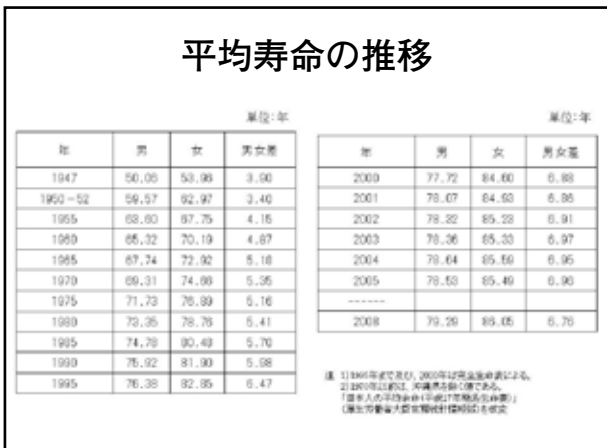 平均寿命の推移
単位:年
年 男 女 男女差
1947 50.06 53.96 3.90
1950-52 59.57 62.97 3.40
1955 63.60 67.75 4.15
1960 65.32 70.19 4.87
1965 67.74 72.92 5.18
1970 69.31 74.66 5.35
1975 71.73 76.89 5.16
1980 73.35 78.76 5.41
1985 74.78 80.48 5.70
1990 75.92 81.90 5.98
1995 76.38 82.85 6.47
単位:年
年 男 女 男女差
2000 77.72 84.60 6.88
2001 78.07 84.93 6.86
2002 78.32 85.23 6.91
2003 78.36 85.33 6.97
2004 78.64 85.59 6.95
2005 78.53 85.49 6.96
------
2008 79.29 86.05 6.76